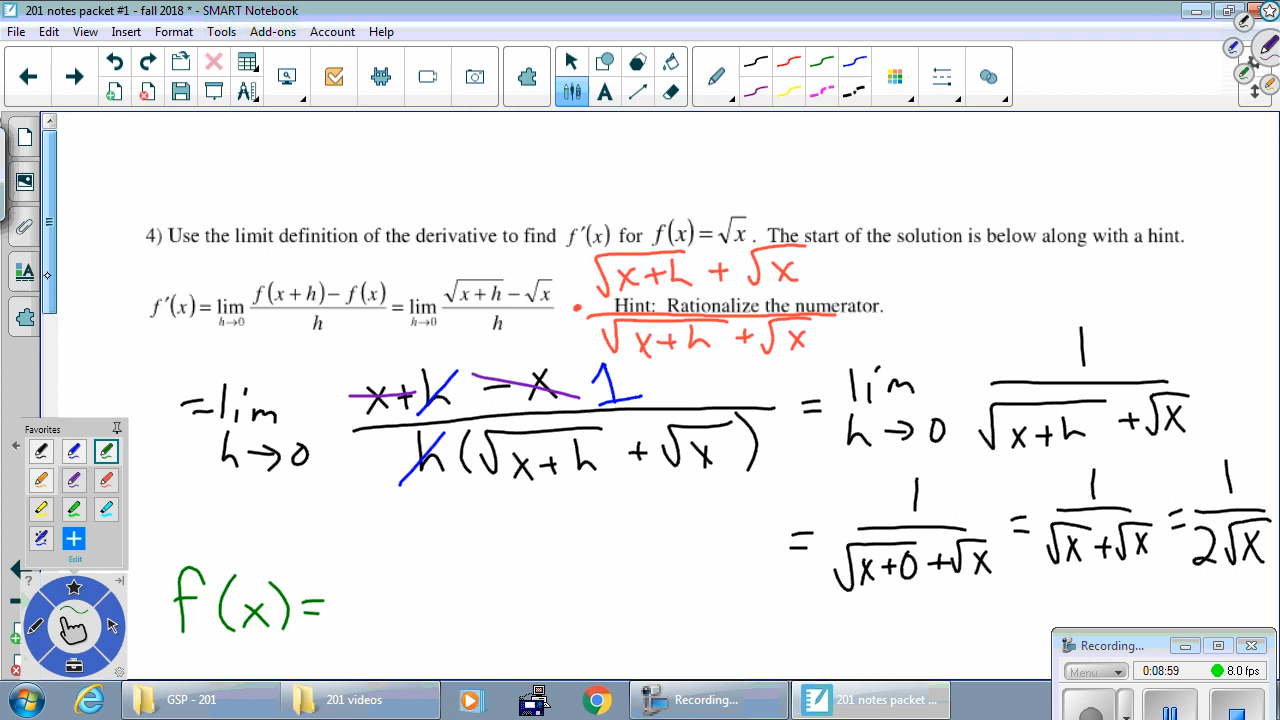 201 notes packet #1 - fall 2018 * - SMART Notebook
File Edit View Insert Format Tools Add-ons Account Help
4) Use the limit definition of the derivative to find f′(x) for f(x) = √x. The start of the solution is below along with a hint.
√x+h + √x
f′(x) = lim h→0 f(x+h) − f(x) / h = lim h→0 √x+h − √x / h • Hint: Rationalize the numerator.
√x+h + √x
= lim h→0 x+h − x 1 / h(√x+h + √x) = lim h→0 1 / √x+h + √x
= 1 / √x+0 + √x = 1 / √x + √x = 1 / 2√x
f(x) =
Favorites
Edit
Recording...
Menu
0:08:59 8.0 fps
GSP - 201 201 videos Recording... 201 notes packet ...